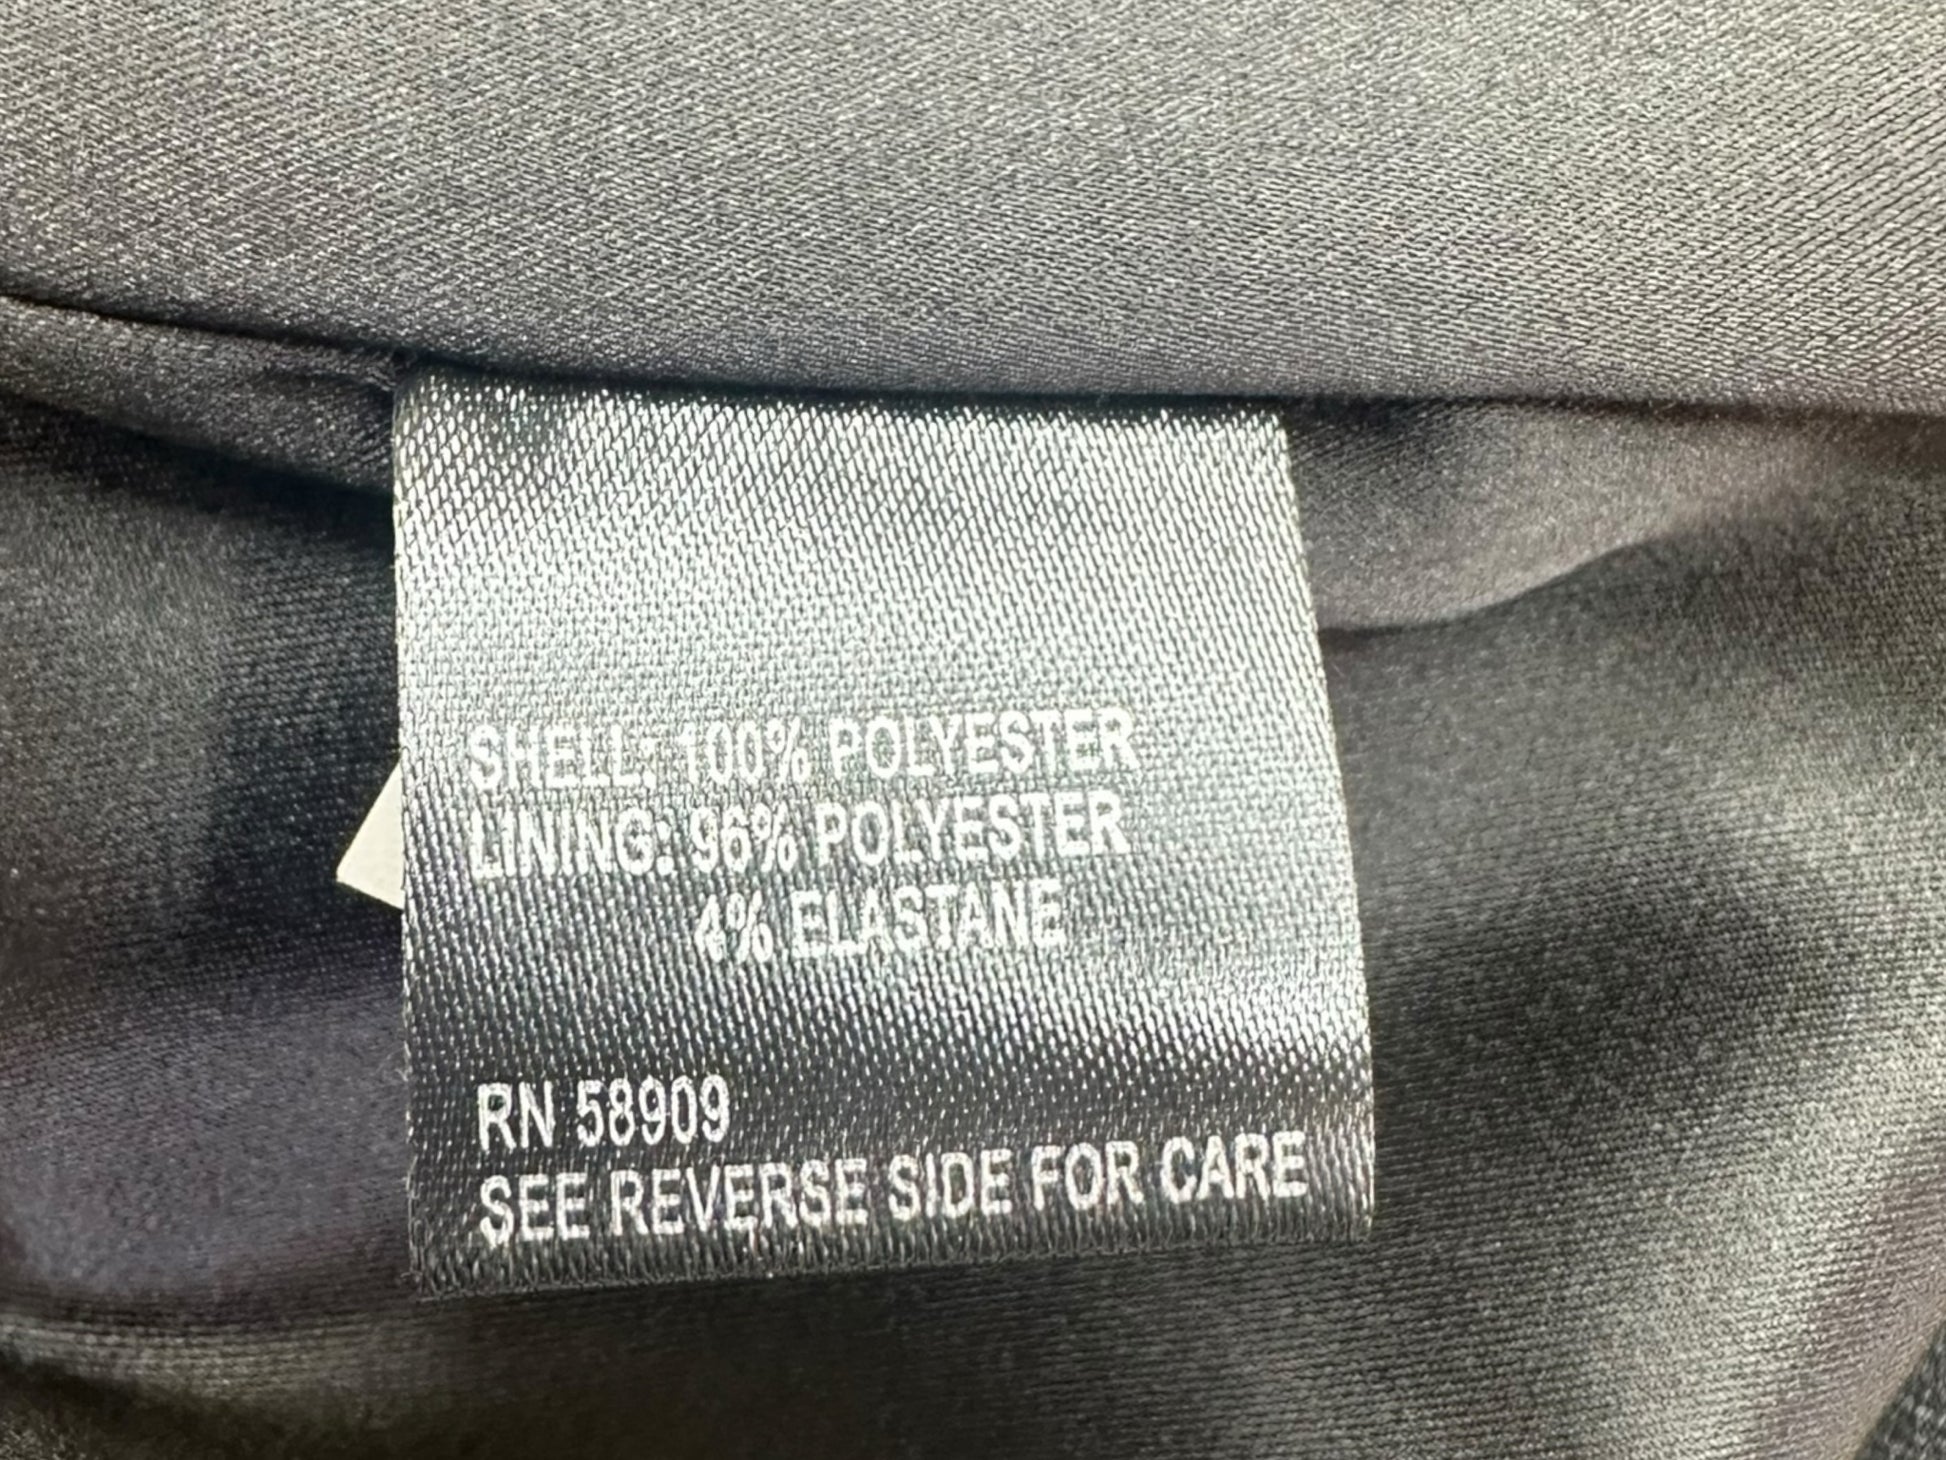 SHELL: 100% POLYESTER
LINING: 96% POLYESTER
4% ELASTANE
RN 58909
SEE REVERSE SIDE FOR CARE